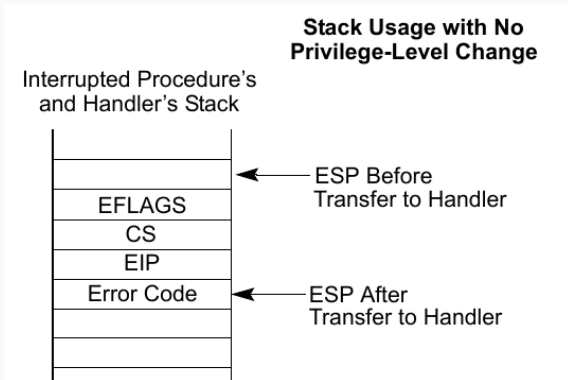 Stack Usage with No
Privilege-Level Change
Interrupted Procedure's
and Handler's Stack
ESP Before
Transfer to Handler
EFLAGS
CS
EIP
Error Code
ESP After
Transfer to Handler